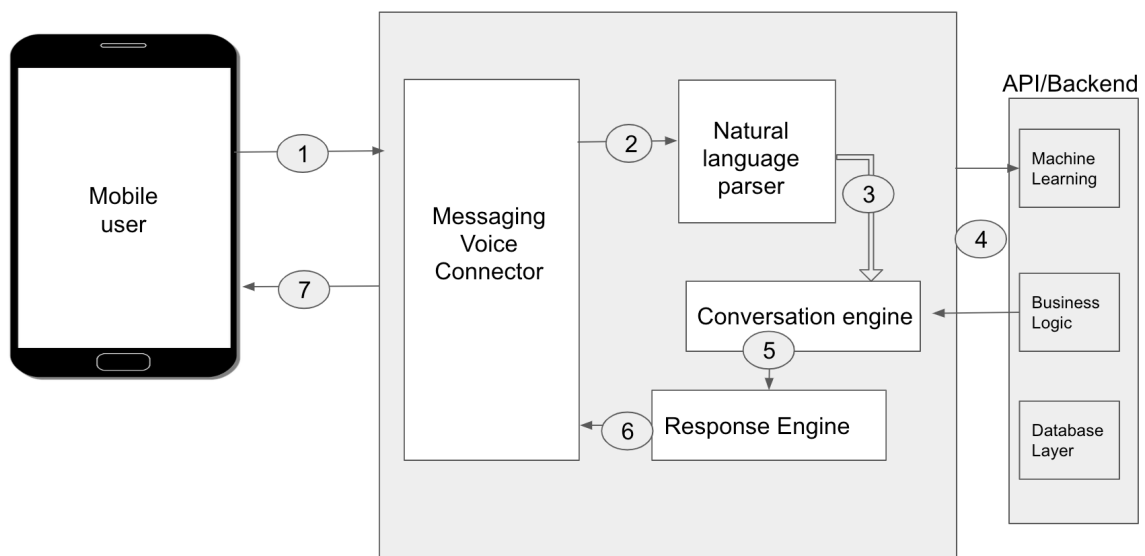 Mobile
user
1
7
Messaging
Voice
Connector
2
Natural
language
parser
3
Conversation engine
5
Response Engine
6
4
API/Backend
Machine
Learning
Business
Logic
Database
Layer